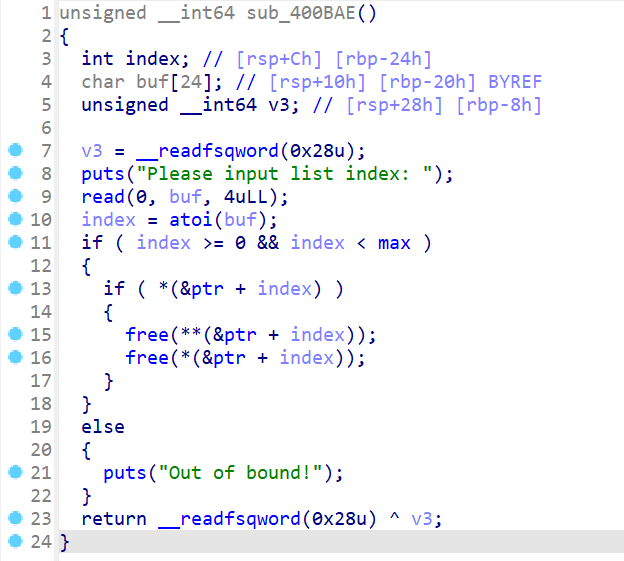 1 unsigned __int64 sub_400BAE()
2 {
3 int index; // [rsp+Ch] [rbp-24h]
4 char buf[24]; // [rsp+10h] [rbp-20h] BYREF
5 unsigned __int64 v3; // [rsp+28h] [rbp-8h]
6
7 v3 = __readfsqword(0x28u);
8 puts("Please input list index: ");
9 read(0, buf, 4uLL);
10 index = atoi(buf);
11 if ( index >= 0 && index < max )
12 {
13 if ( *(&ptr + index) )
14 {
15 free(**(&ptr + index));
16 free(*(&ptr + index));
17 }
18 }
19 else
20 {
21 puts("Out of bound!");
22 }
23 return __readfsqword(0x28u) ^ v3;
24 }